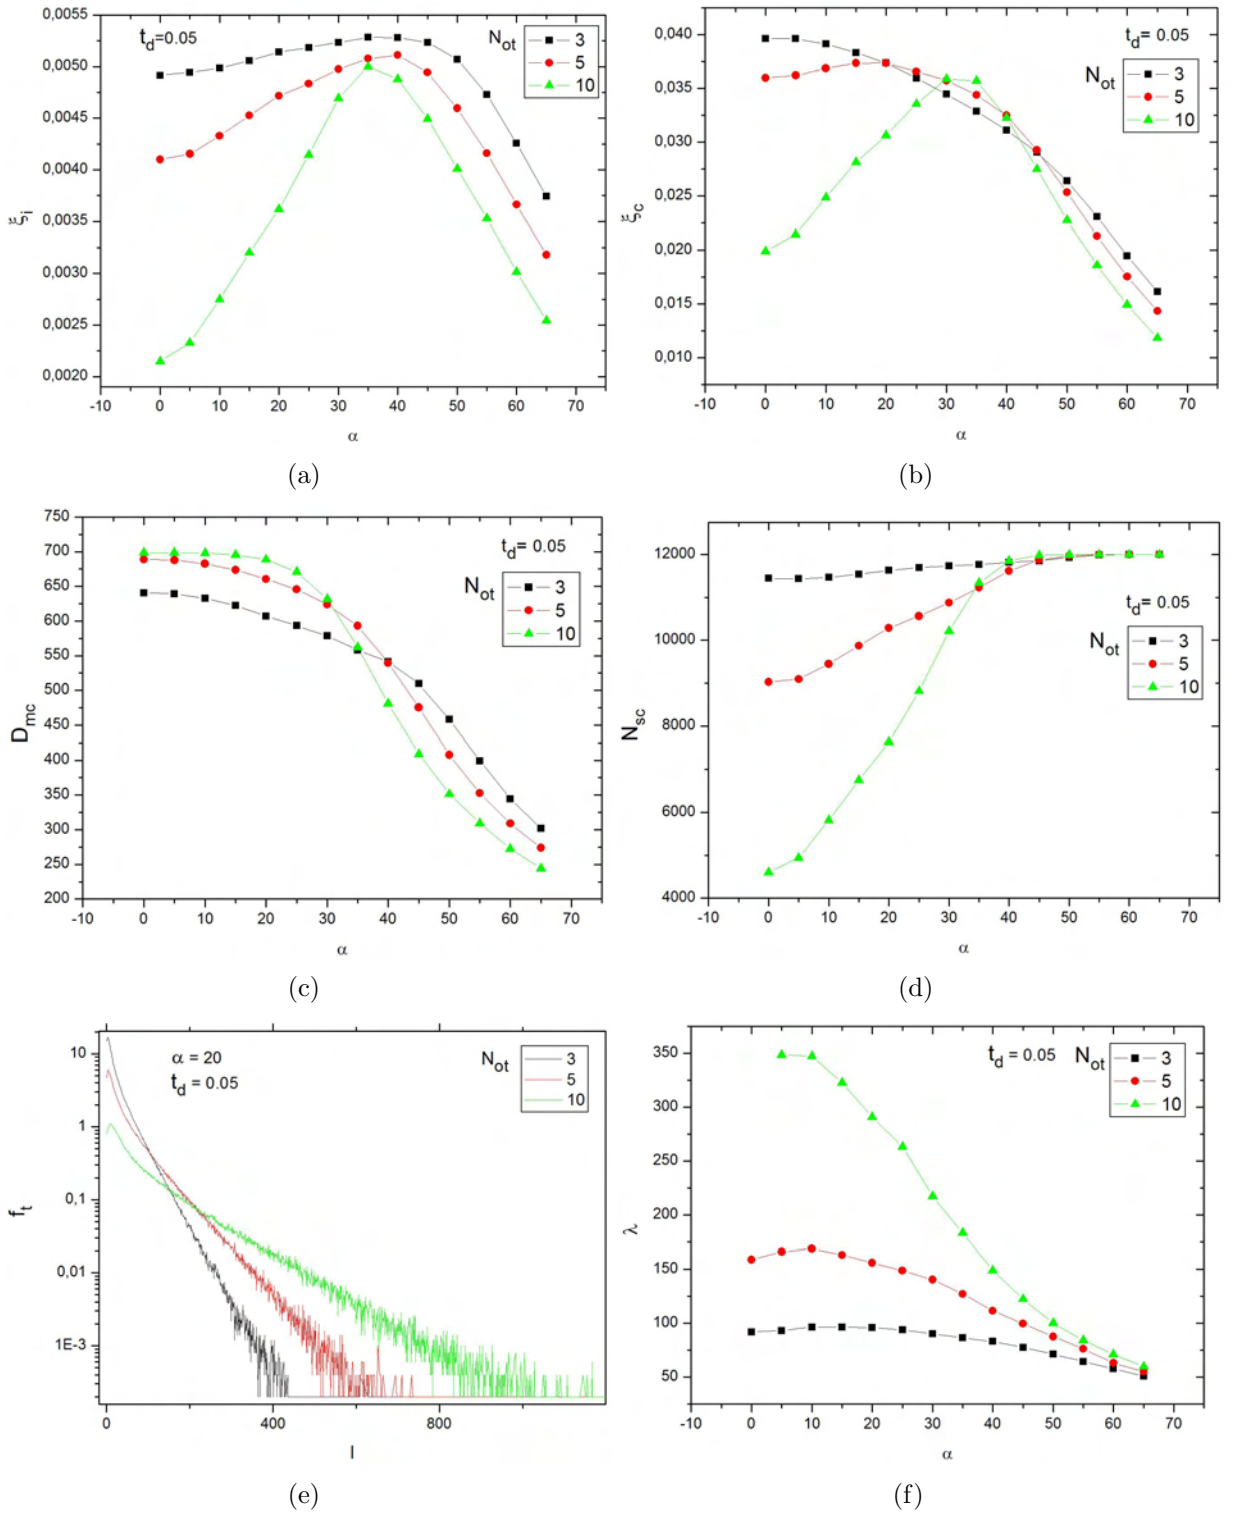 t_d=0.05
N_ot
3
5
10
0,0055
0,0050
0,0045
0,0040
0,0035
0,0030
0,0025
0,0020
ξ_i
-10 0 10 20 30 40 50 60 70
α
(a)
t_d= 0.05
N_ot
3
5
10
0,040
0,035
0,030
0,025
0,020
0,015
0,010
ξ_c
-10 0 10 20 30 40 50 60 70
α
(b)
t_d= 0.05
N_ot
3
5
10
750
700
650
600
550
500
450
400
350
300
250
200
D_mc
-10 0 10 20 30 40 50 60 70
α
(c)
t_d= 0.05
N_ot
3
5
10
12000
10000
8000
6000
4000
N_sc
-10 0 10 20 30 40 50 60 70
α
(d)
α = 20
t_d = 0.05
N_ot
3
5
10
10
1
0,1
0,01
1E-3
f_t
0 400 800
l
(e)
t_d = 0.05
N_ot
3
5
10
350
300
250
200
150
100
50
λ
-10 0 10 20 30 40 50 60 70
α
(f)